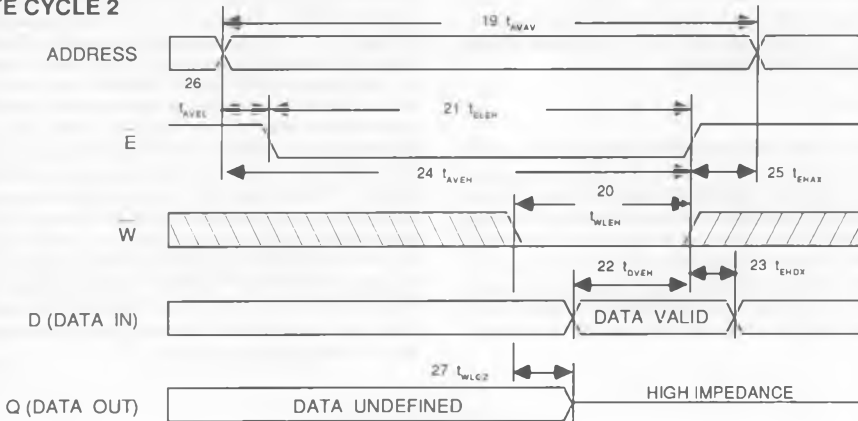 TE CYCLE 2
19 tAVAV
ADDRESS
26
tAVEL
21 tELEH
E
24 tAVEH
25 tEHAX
20
tWLEH
W
22 tDVEH
23 tEHDX
D (DATA IN)
DATA VALID
27 tWLQZ
Q (DATA OUT)
DATA UNDEFINED
HIGH IMPEDANCE